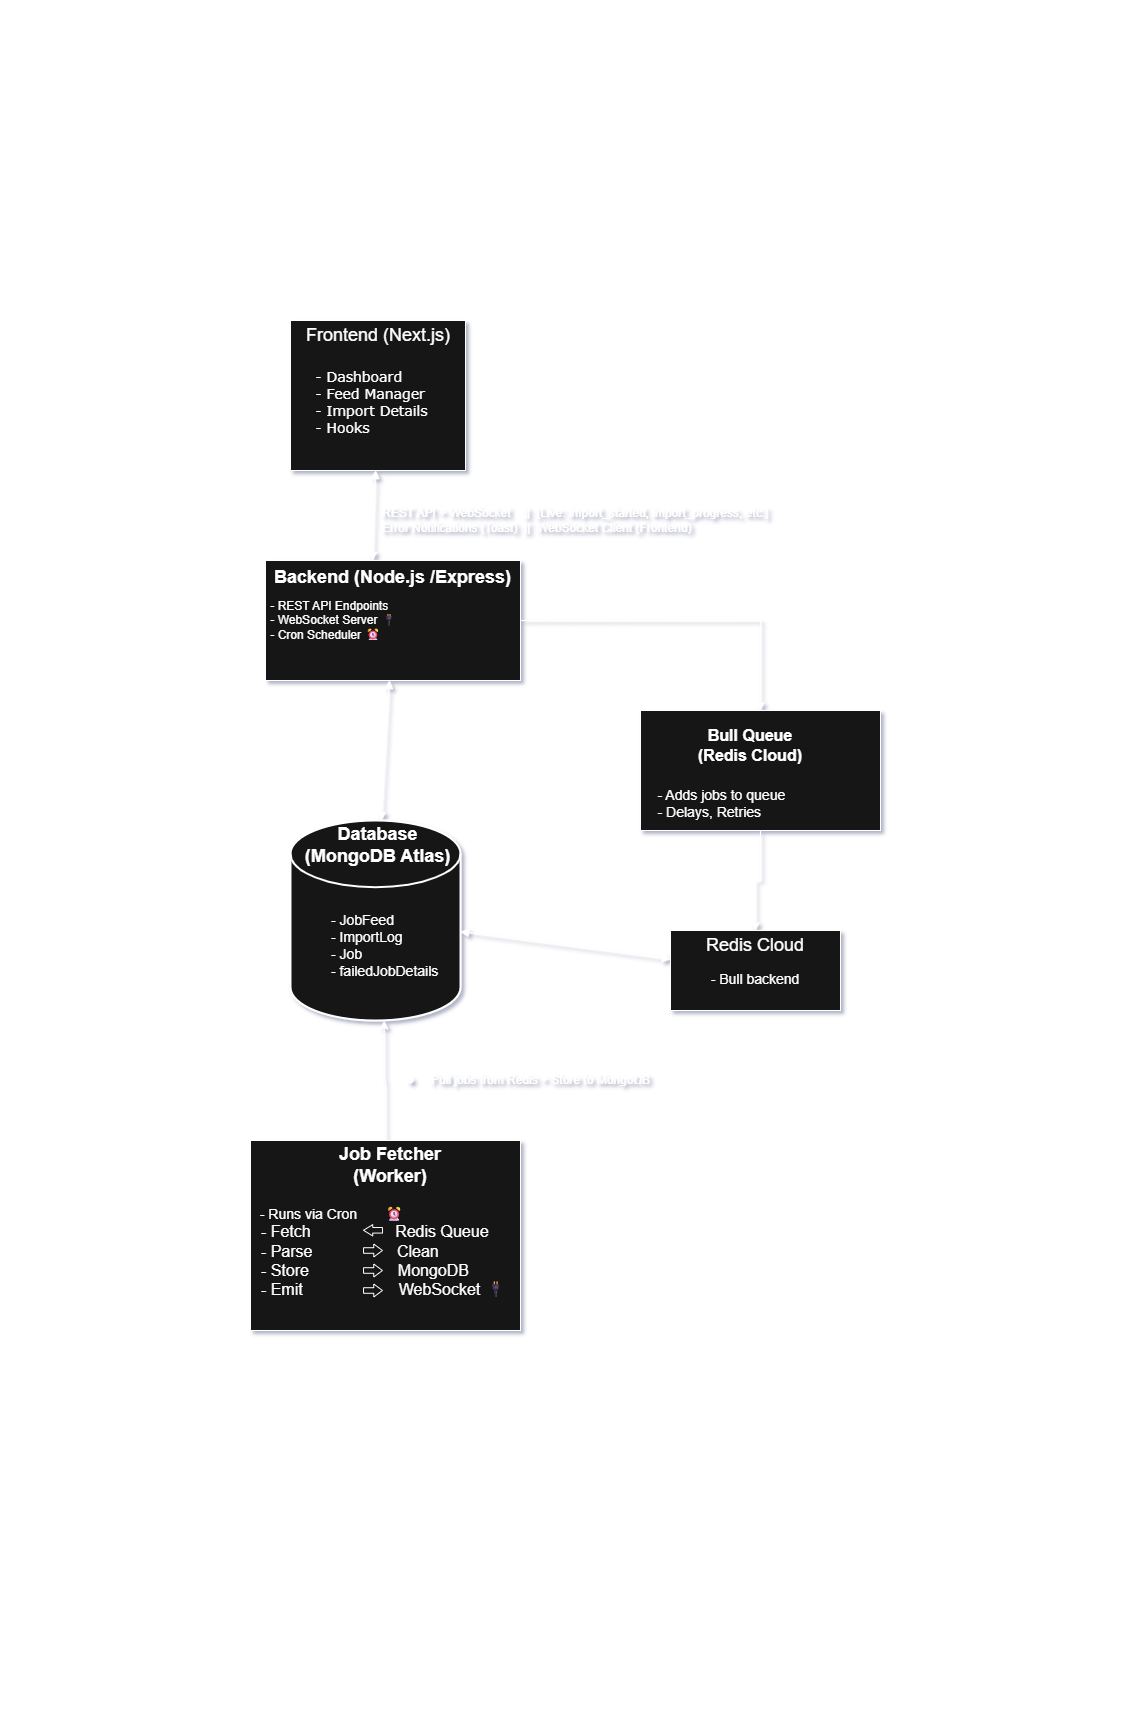 Frontend (Next.js)
- Dashboard
- Feed Manager
- Import Details
- Hooks
REST API + WebSocket || [Live: import_started, import_progress, etc.]
Error Notifications (Toast) || WebSocket Client (Frontend)
Backend (Node.js /Express)
- REST API Endpoints
- WebSocket Server
- Cron Scheduler ⏰
Bull Queue
(Redis Cloud)
- Adds jobs to queue
- Delays, Retries
Database
(MongoDB Atlas)
- JobFeed
- ImportLog
- Job
- failedJobDetails
Redis Cloud
- Bull backend
Pull jobs from Redis + Store to MongoDB
Job Fetcher
(Worker)
- Runs via Cron ⏰
- Fetch Redis Queue
- Parse Clean
- Store MongoDB
- Emit WebSocket